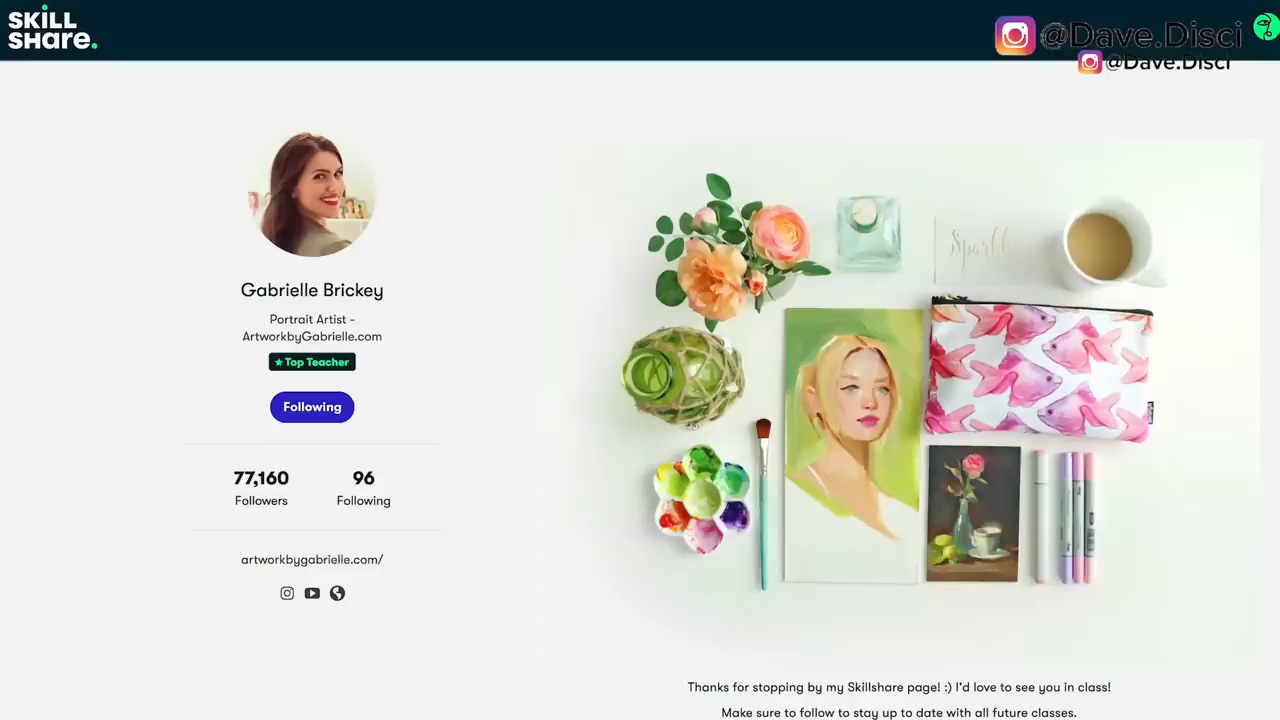 SKILL
SHARE.
@Dave.Disci
@Dave.Disci
Gabrielle Brickey
Portrait Artist -
ArtworkbyGabrielle.com
★ Top Teacher
Following
77,160
96
Followers
Following
artworkbygabrielle.com/
Sparkle
Thanks for stopping by my Skillshare page! :) I'd love to see you in class!
Make sure to follow to stay up to date with all future classes.